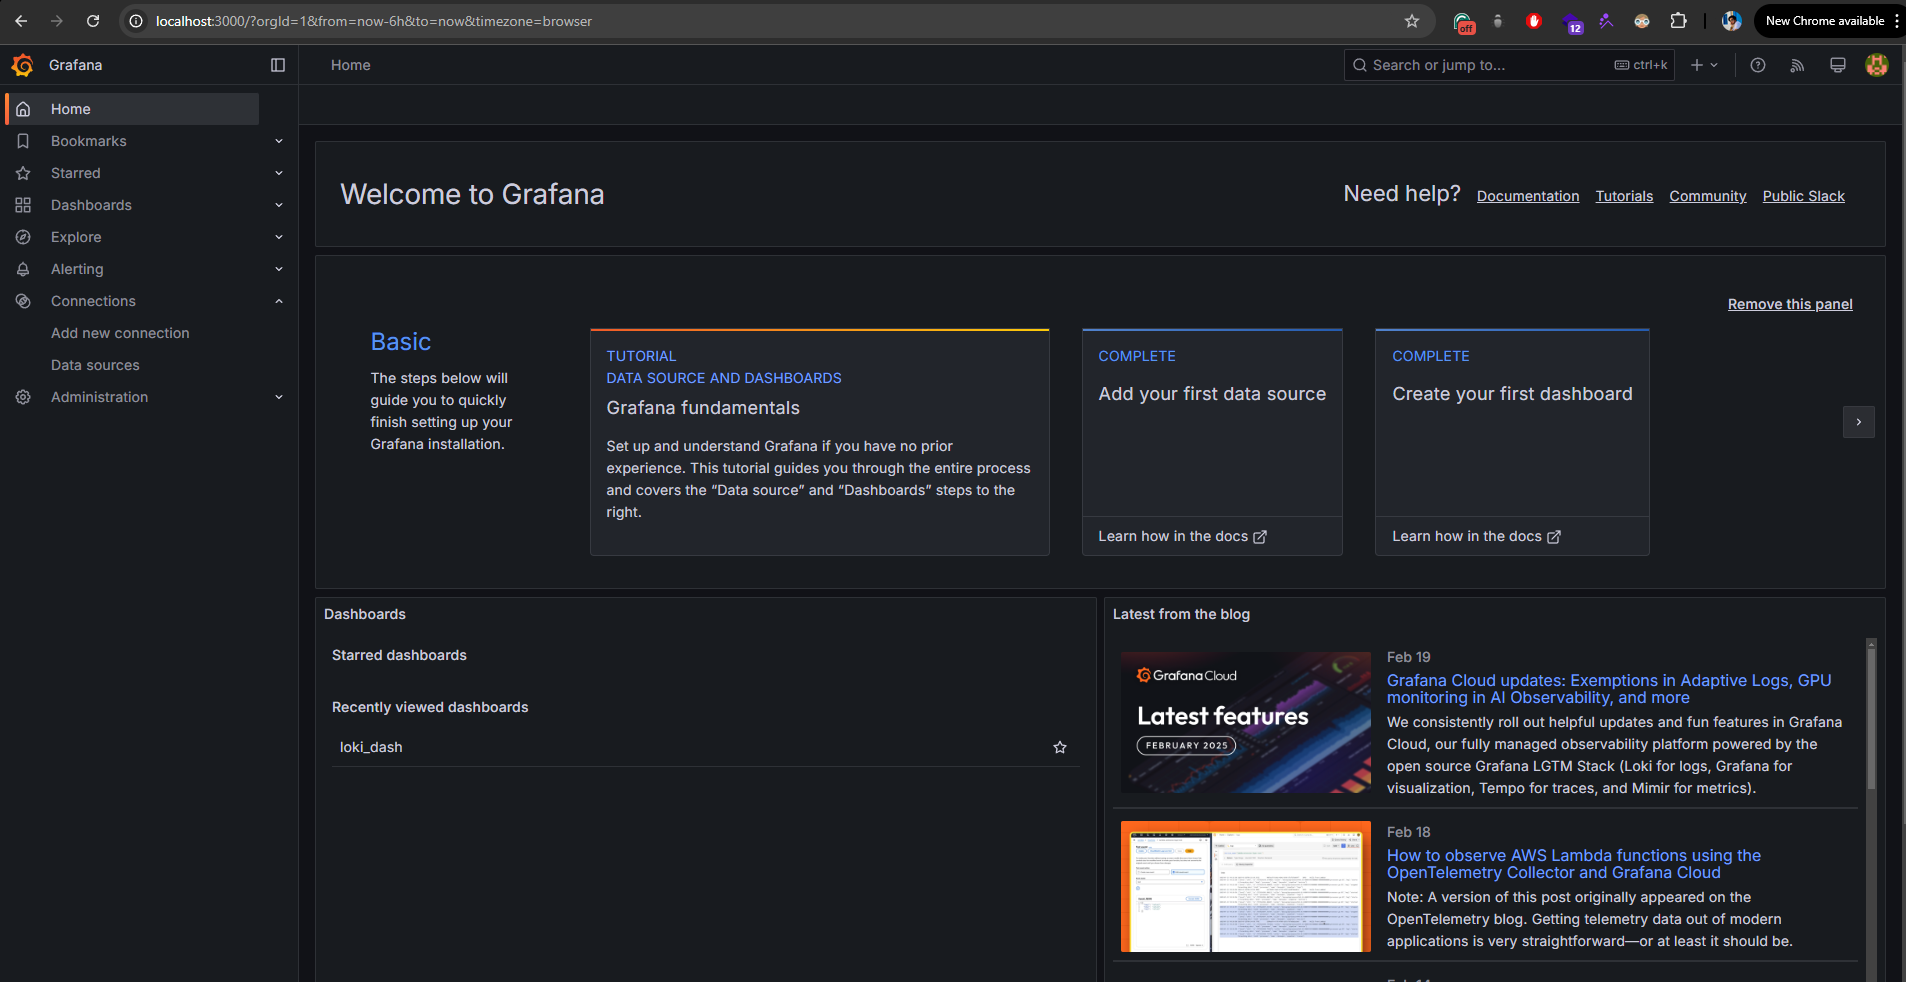 localhost:3000/?orgId=1&from=now-6h&to=now&timezone=browser
off
12
New Chrome available
Grafana
Home
Search or jump to...
ctrl+k
Home
Bookmarks
Starred
Dashboards
Explore
Alerting
Connections
Add new connection
Data sources
Administration
Welcome to Grafana
Need help?
Documentation
Tutorials
Community
Public Slack
Remove this panel
Basic
The steps below will
guide you to quickly
finish setting up your
Grafana installation.
TUTORIAL
DATA SOURCE AND DASHBOARDS
Grafana fundamentals
Set up and understand Grafana if you have no prior
experience. This tutorial guides you through the entire process
and covers the “Data source” and “Dashboards” steps to the
right.
COMPLETE
Add your first data source
Learn how in the docs
COMPLETE
Create your first dashboard
Learn how in the docs
Dashboards
Starred dashboards
Recently viewed dashboards
loki_dash
Latest from the blog
Grafana Cloud
Latest features
FEBRUARY 2025
Feb 19
Grafana Cloud updates: Exemptions in Adaptive Logs, GPU
monitoring in AI Observability, and more
We consistently roll out helpful updates and fun features in Grafana
Cloud, our fully managed observability platform powered by the
open source Grafana LGTM Stack (Loki for logs, Grafana for
visualization, Tempo for traces, and Mimir for metrics).
Feb 18
How to observe AWS Lambda functions using the
OpenTelemetry Collector and Grafana Cloud
Note: A version of this post originally appeared on the
OpenTelemetry blog. Getting telemetry data out of modern
applications is very straightforward—or at least it should be.